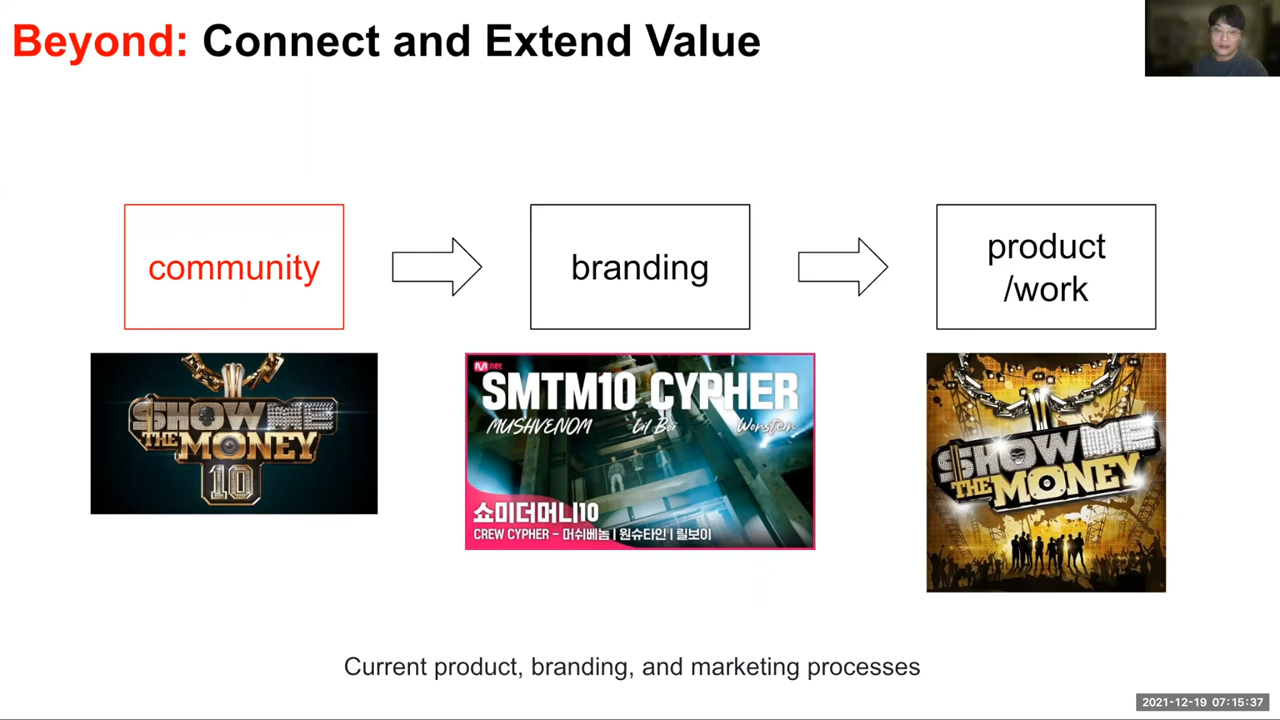 Beyond: Connect and Extend Value
community
branding
product
/work
SHOW ME
THE MONEY
10
Mnet
SMTM10 CYPHER
MUSHVENOM Lil Boi Wonstein
쇼미더머니10
CREW CYPHER - 머쉬베놈 | 원슈타인 | 릴보이
SHOW ME
THE MONEY
Current product, branding, and marketing processes
2021-12-19 07:15:37